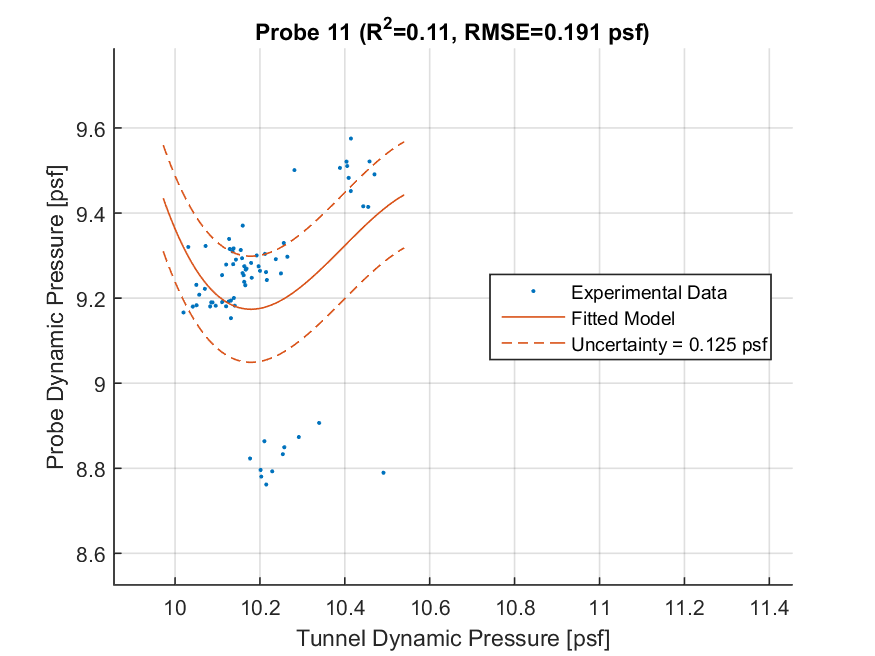 Probe 11 (R²=0.11, RMSE=0.191 psf)
Probe Dynamic Pressure [psf]
9.6
9.4
9.2
9
8.8
8.6
Experimental Data
Fitted Model
Uncertainty = 0.125 psf
10 10.2 10.4 10.6 10.8 11 11.2 11.4
Tunnel Dynamic Pressure [psf]